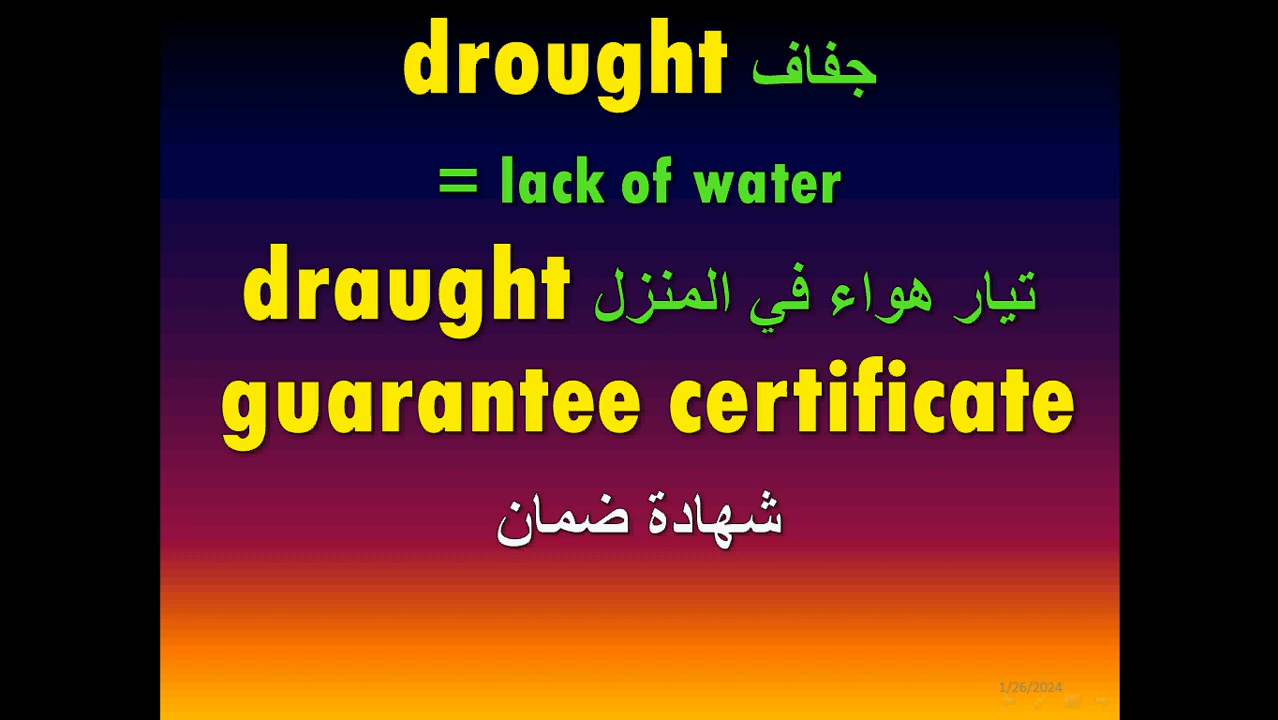 drought جفاف
= lack of water
draught تيار هواء في المنزل
guarantee certificate
شهادة ضمان
1/26/2024